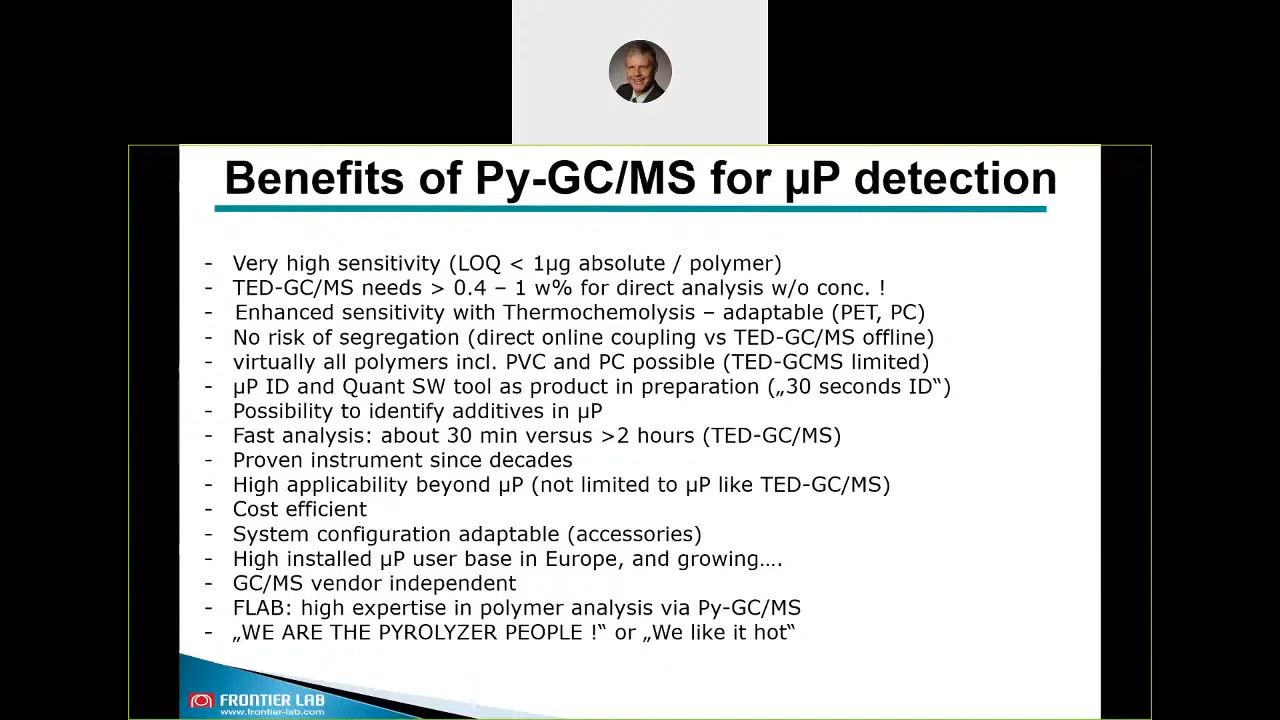 Benefits of Py-GC/MS for µP detection
- Very high sensitivity (LOQ < 1µg absolute / polymer)
- TED-GC/MS needs > 0.4 – 1 w% for direct analysis w/o conc. !
- Enhanced sensitivity with Thermochemolysis – adaptable (PET, PC)
- No risk of segregation (direct online coupling vs TED-GC/MS offline)
- virtually all polymers incl. PVC and PC possible (TED-GCMS limited)
- µP ID and Quant SW tool as product in preparation („30 seconds ID“)
- Possibility to identify additives in µP
- Fast analysis: about 30 min versus >2 hours (TED-GC/MS)
- Proven instrument since decades
- High applicability beyond µP (not limited to µP like TED-GC/MS)
- Cost efficient
- System configuration adaptable (accessories)
- High installed µP user base in Europe, and growing….
- GC/MS vendor independent
- FLAB: high expertise in polymer analysis via Py-GC/MS
- „WE ARE THE PYROLYZER PEOPLE !“ or „We like it hot“
FRONTIER LAB
www.frontier-lab.com